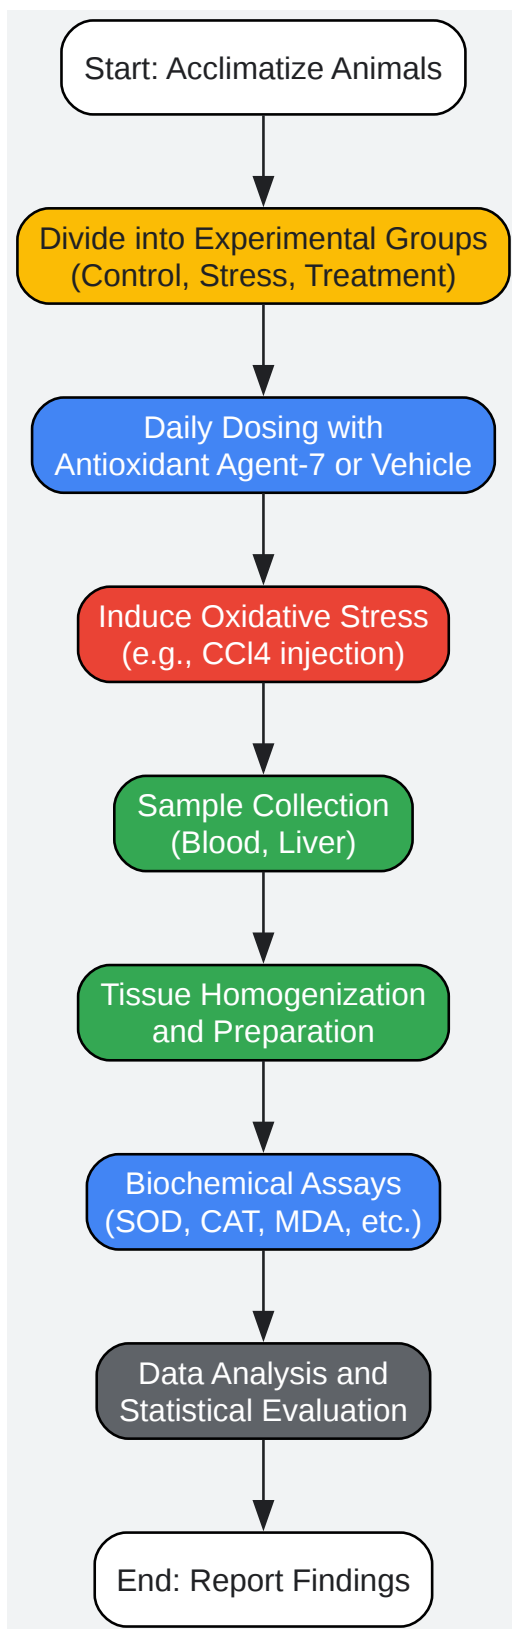 Start: Acclimatize Animals
Divide into Experimental Groups
(Control, Stress, Treatment)
Daily Dosing with
Antioxidant Agent-7 or Vehicle
Induce Oxidative Stress
(e.g., CCl4 injection)
Sample Collection
(Blood, Liver)
Tissue Homogenization
and Preparation
Biochemical Assays
(SOD, CAT, MDA, etc.)
Data Analysis and
Statistical Evaluation
End: Report Findings